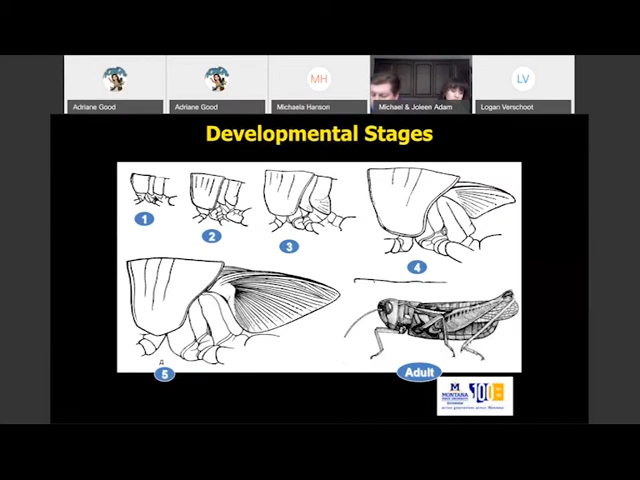 MH
LV
Adriane Good
Adriane Good
Michaela Hanson
Michael & Joleen Adam
Logan Verschoot
Developmental Stages
1
2
3
4
5
Adult
M
MONTANA
100